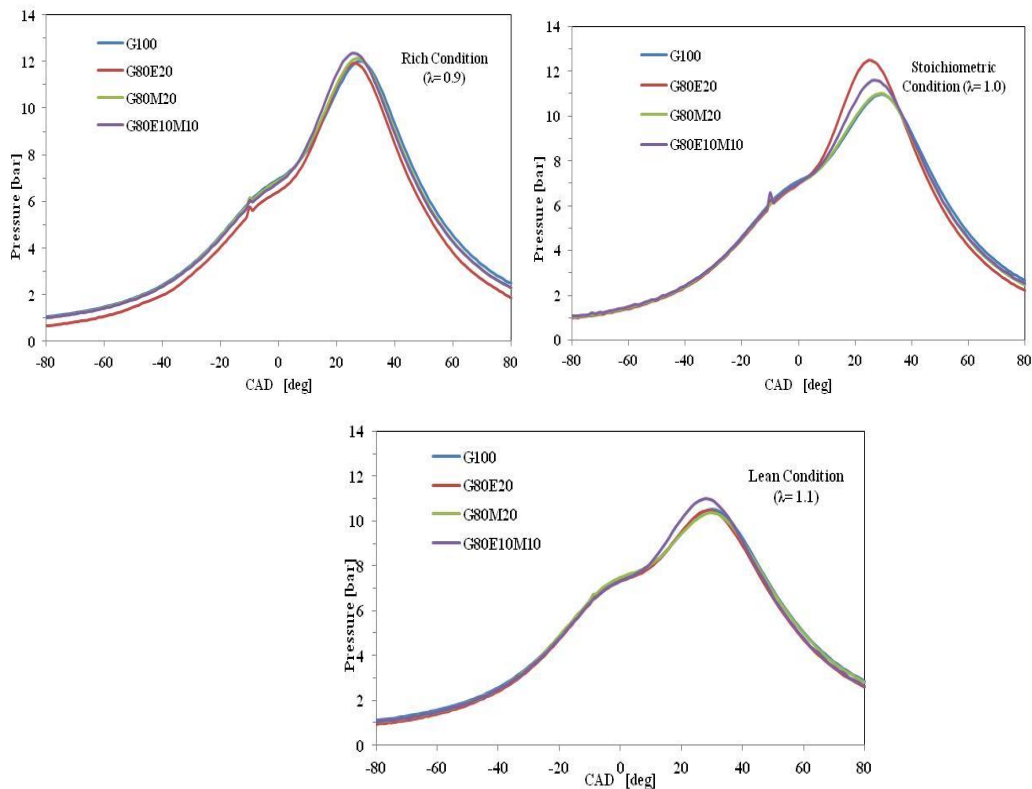 14
12
10
8
6
4
2
0
Pressure [bar]
G100
G80E20
G80M20
G80E10M10
Rich Condition
(λ= 0.9)
-80 -60 -40 -20 0 20 40 60 80
CAD [deg]
14
12
10
8
6
4
2
0
Pressure [bar]
G100
G80E20
G80M20
G80E10M10
Stoichiometric
Condition (λ= 1.0)
-80 -60 -40 -20 0 20 40 60 80
CAD [deg]
14
12
10
8
6
4
2
0
Pressure [bar]
G100
G80E20
G80M20
G80E10M10
Lean Condition
(λ= 1.1)
-80 -60 -40 -20 0 20 40 60 80
CAD [deg]